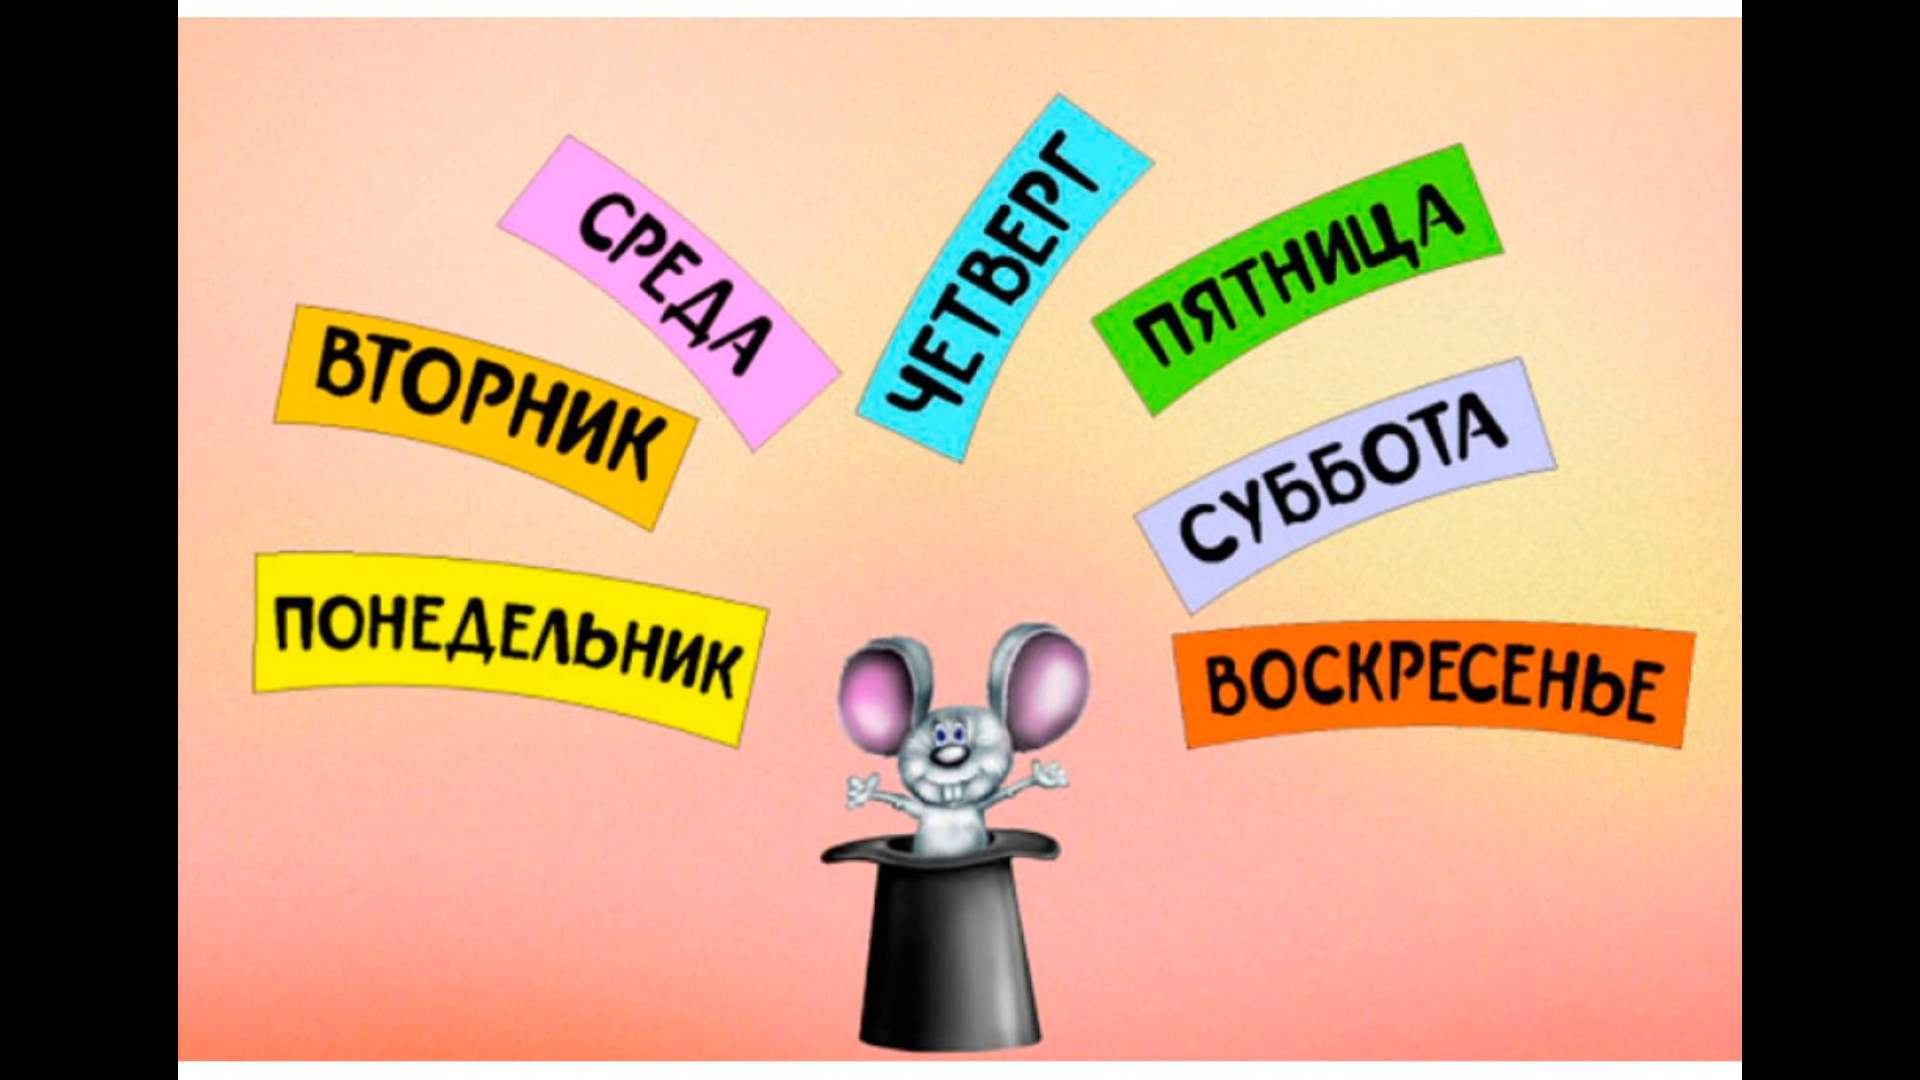 ПОНЕДЕЛЬНИК
ВТОРНИК
СРЕДА
ЧЕТВЕРГ
ПЯТНИЦА
СУББОТА
ВОСКРЕСЕНЬЕ